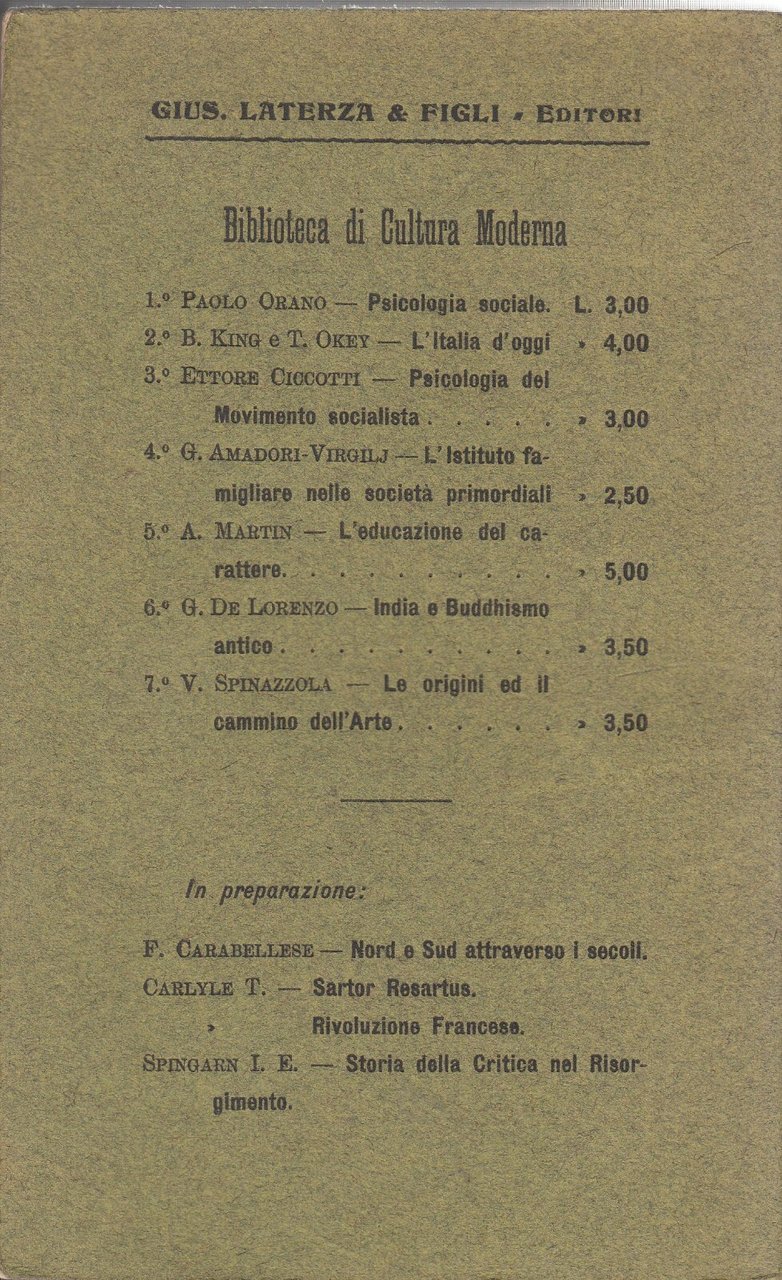 GIUS. LATERZA & FIGLI - EDITORI
Biblioteca di Cultura Moderna
1.º PAOLO ORANO — Psicologia sociale. L. 3,00
2.º B. KING e T. OKEY — L'Italia d'oggi » 4,00
3.º ETTORE CICCOTTI — Psicologia del
Movimento socialista . . . . . » 3,00
4.º G. AMADORI-VIRGILJ — L'Istituto fa-
migliare nelle società primordiali » 2,50
5.º A. MARTIN — L'educazione del ca-
rattere. . . . . . . . . . » 5,00
6.º G. DE LORENZO — India e Buddhismo
antico . . . . . . . . . . » 3,50
7.º V. SPINAZZOLA — Le origini ed il
cammino dell'Arte . . . . . » 3,50
In preparazione:
F. CARABELLESE — Nord e Sud attraverso i secoli.
CARLYLE T. — Sartor Resartus.
» Rivoluzione Francese.
SPINGARN I. E. — Storia della Critica nel Risor-
gimento.